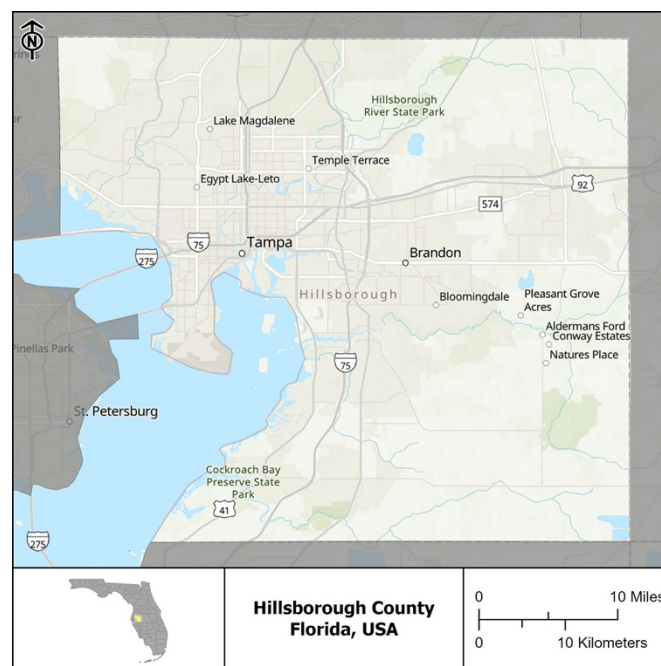 N
Hillsborough
River State Park
Lake Magdalene
Temple Terrace
Egypt Lake-Leto
92
574
75
Tampa
275
Brandon
Hillsborough
Bloomingdale
Pleasant Grove
Acres
Aldermans Ford
Conway Estates
Natures Place
Pinellas Park
75
St. Petersburg
Cockroach Bay
Preserve State
Park
41
275
Hillsborough County
Florida, USA
0 10 Miles
0 10 Kilometers